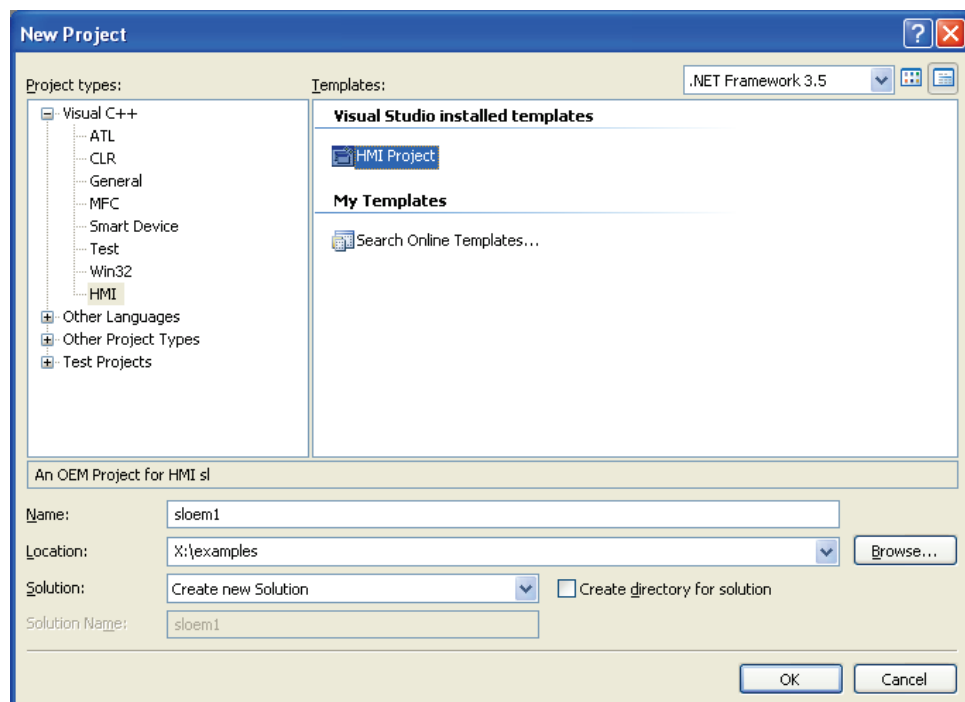 New Project
Project types:
Templates:
.NET Framework 3.5
Visual C++
ATL
CLR
General
MFC
Smart Device
Test
Win32
HMI
Other Languages
Other Project Types
Test Projects
Visual Studio installed templates
HMI Project
My Templates
Search Online Templates...
An OEM Project for HMI sl
Name:
sloem1
Location:
X:\examples
Browse...
Solution:
Create new Solution
Create directory for solution
Solution Name:
sloem1
OK
Cancel